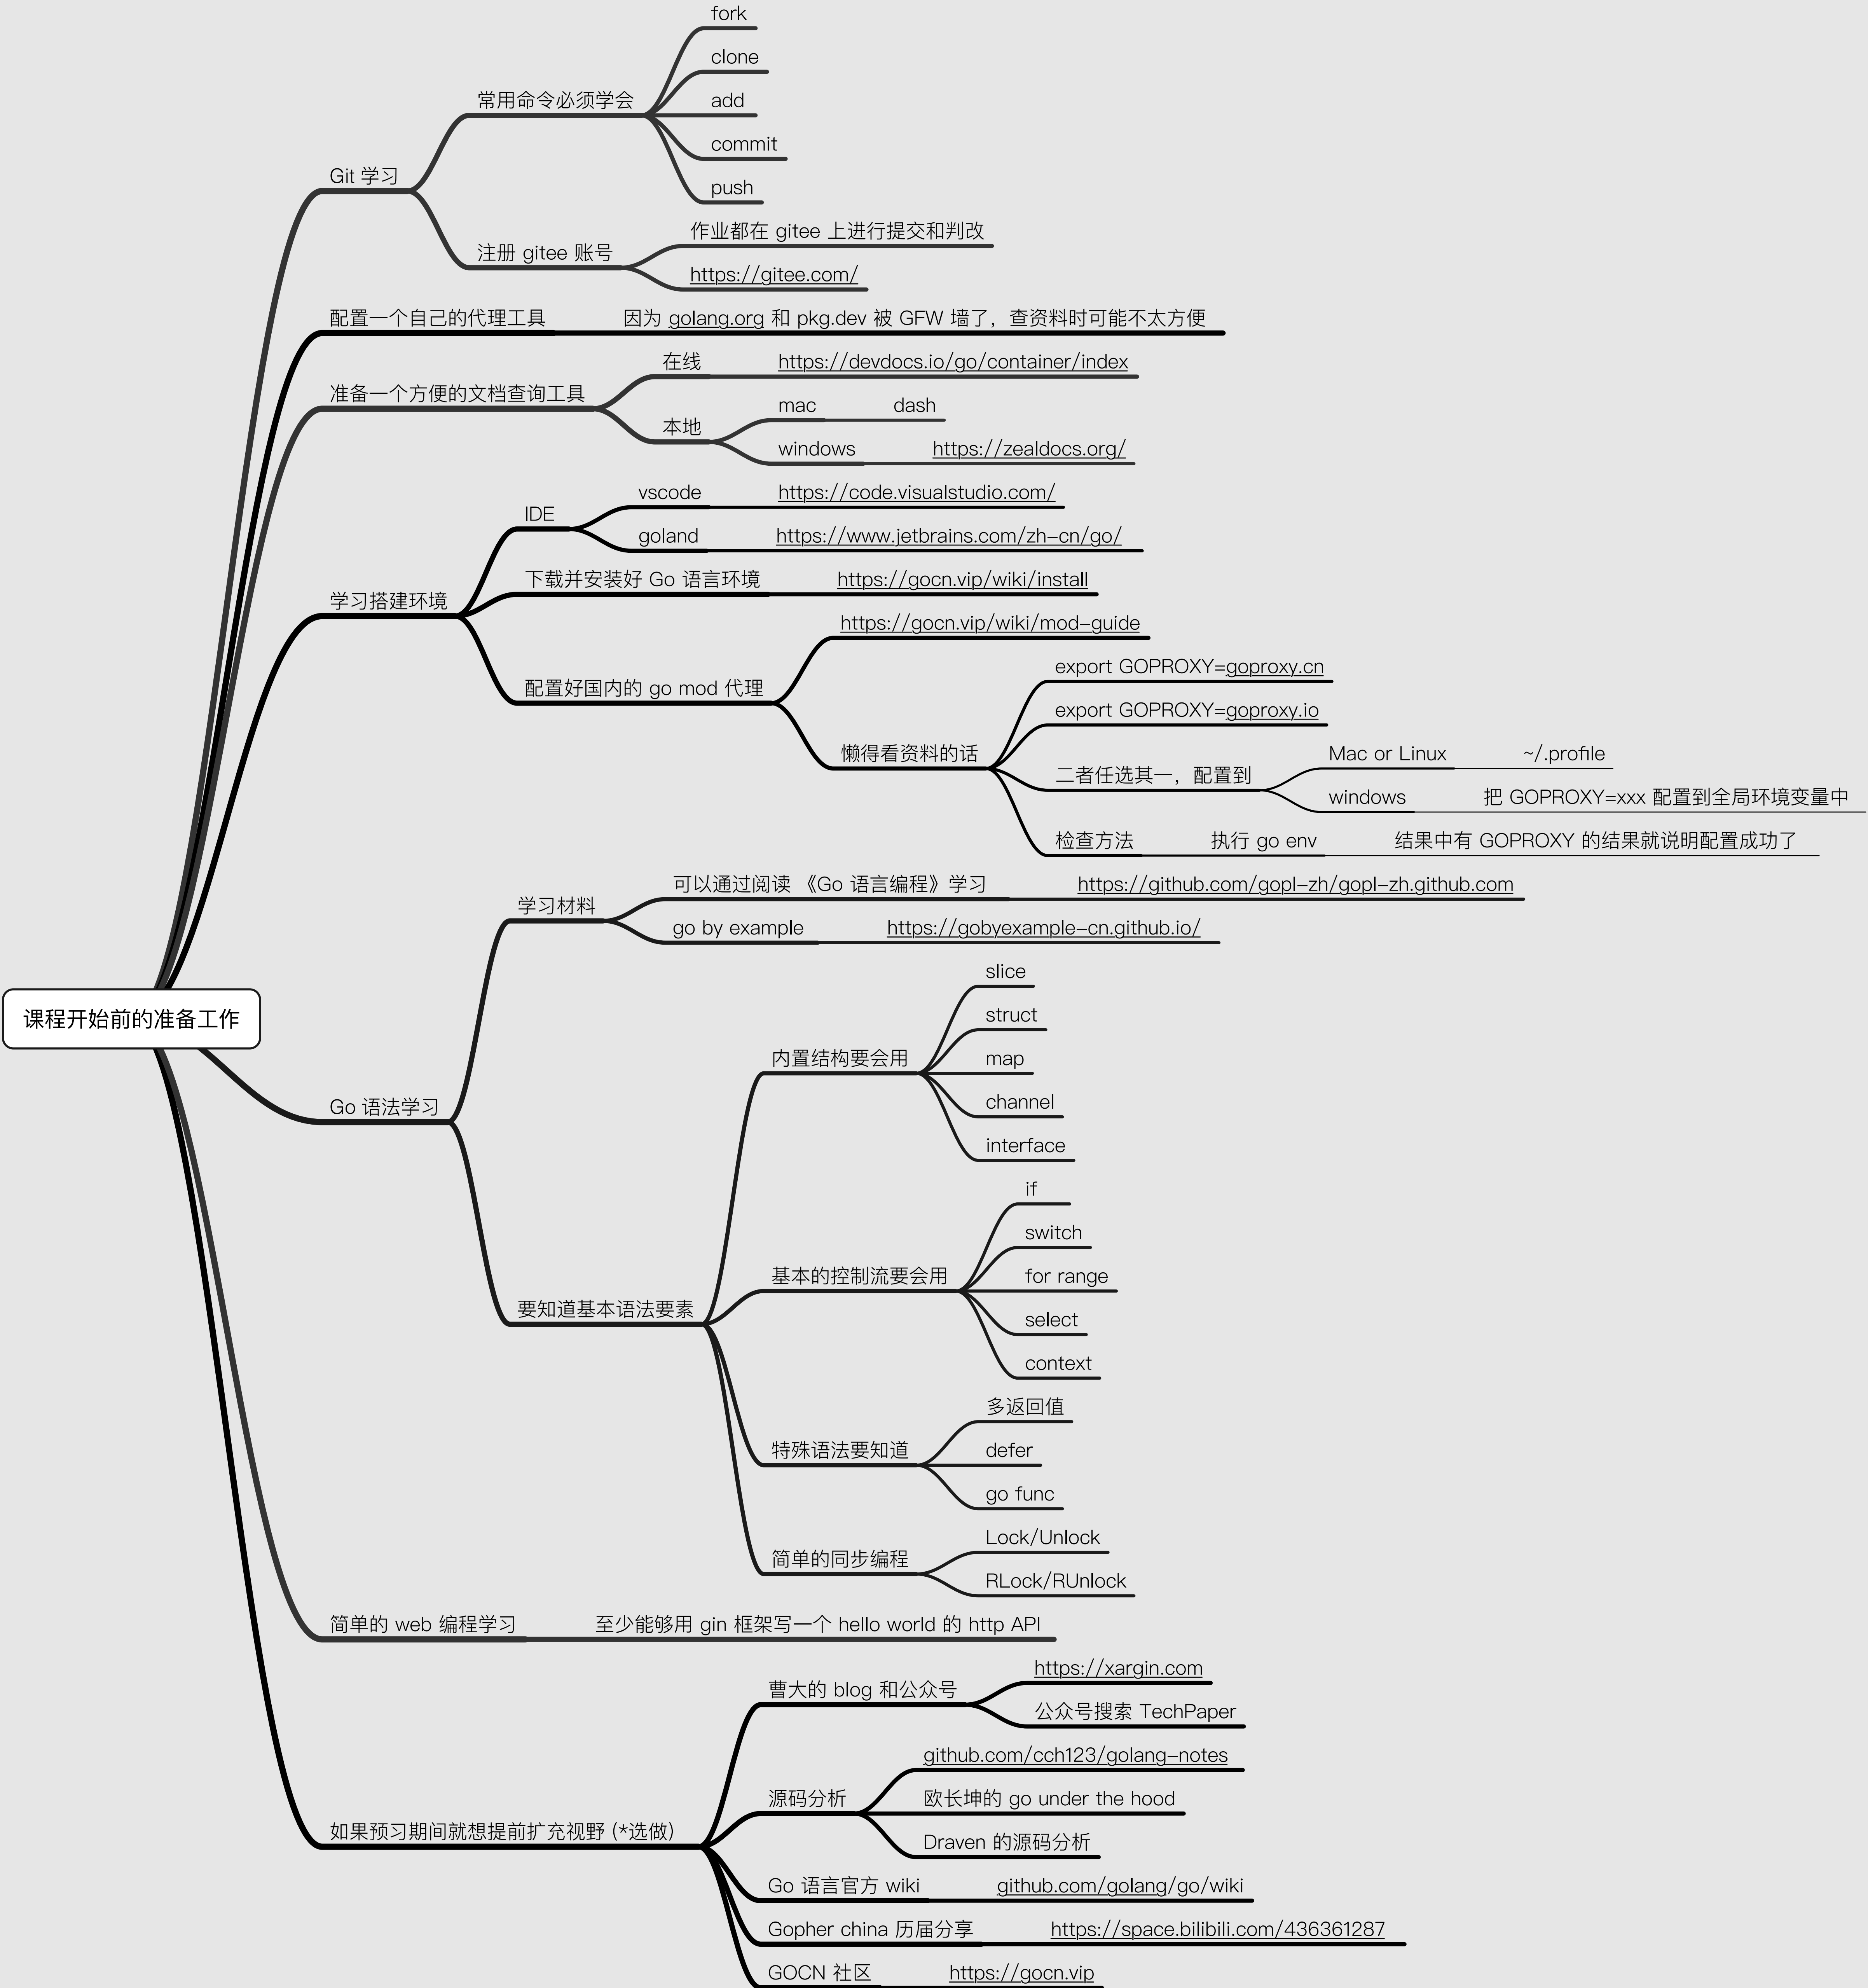 课程开始前的准备工作
Git 学习
常用命令必须学会
fork
clone
add
commit
push
注册 gitee 账号
作业都在 gitee 上进行提交和判改
https://gitee.com/
配置一个自己的代理工具
因为 golang.org 和 pkg.dev 被 GFW 墙了，查资料时可能不太方便
准备一个方便的文档查询工具
在线
https://devdocs.io/go/container/index
本地
mac
dash
windows
https://zealdocs.org/
学习搭建环境
IDE
vscode
https://code.visualstudio.com/
goland
https://www.jetbrains.com/zh-cn/go/
下载并安装好 Go 语言环境
https://gocn.vip/wiki/install
配置好国内的 go mod 代理
https://gocn.vip/wiki/mod-guide
懒得看资料的话
export GOPROXY=goproxy.cn
export GOPROXY=goproxy.io
二者任选其一，配置到
Mac or Linux
~/.profile
windows
把 GOPROXY=xxx 配置到全局环境变量中
检查方法
执行 go env
结果中有 GOPROXY 的结果就说明配置成功了
Go 语法学习
学习材料
可以通过阅读 《Go 语言编程》学习
https://github.com/gopl-zh/gopl-zh.github.com
go by example
https://gobyexample-cn.github.io/
要知道基本语法要素
内置结构要会用
slice
struct
map
channel
interface
基本的控制流要会用
if
switch
for range
select
context
特殊语法要知道
多返回值
defer
go func
简单的同步编程
Lock/Unlock
RLock/RUnlock
简单的 web 编程学习
至少能够用 gin 框架写一个 hello world 的 http API
如果预习期间就想提前扩充视野 (*选做)
曹大的 blog 和公众号
https://xargin.com
公众号搜索 TechPaper
源码分析
github.com/cch123/golang-notes
欧长坤的 go under the hood
Draven 的源码分析
Go 语言官方 wiki
github.com/golang/go/wiki
Gopher china 历届分享
https://space.bilibili.com/436361287
GOCN 社区
https://gocn.vip